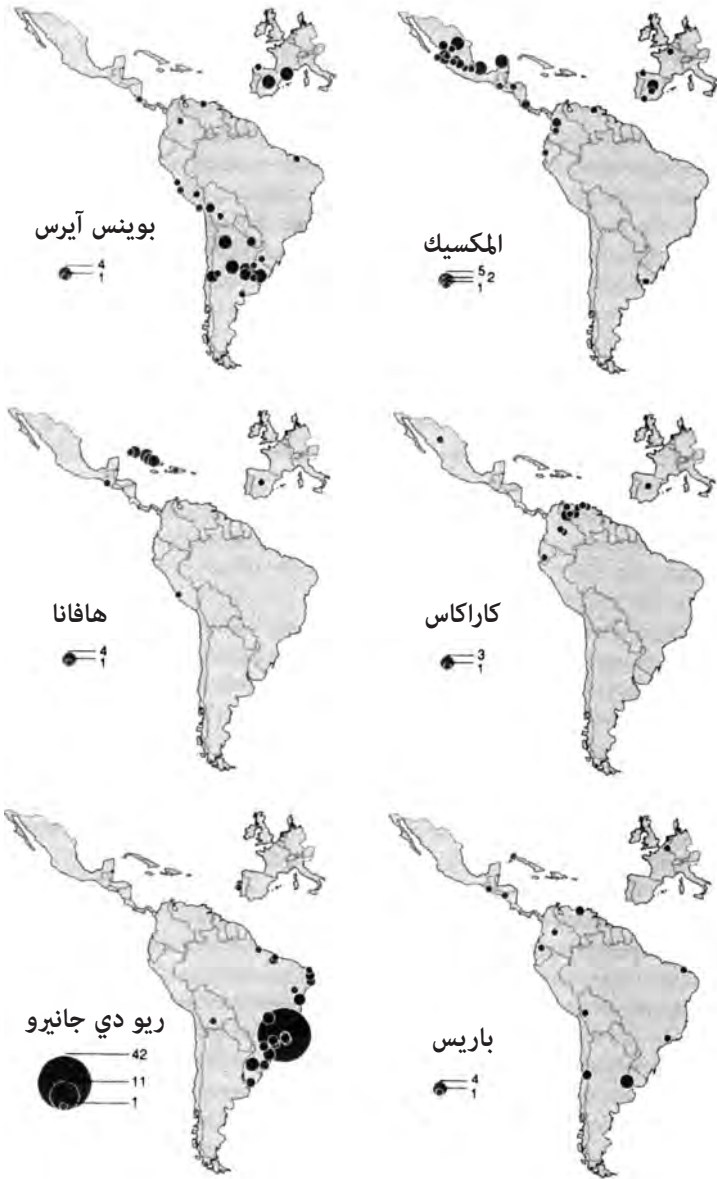 بوينس آيرس
4
1
المكسيك
5
2
1
هافانا
4
1
كاراكاس
3
1
ريو دي جانيرو
42
11
1
باريس
4
1